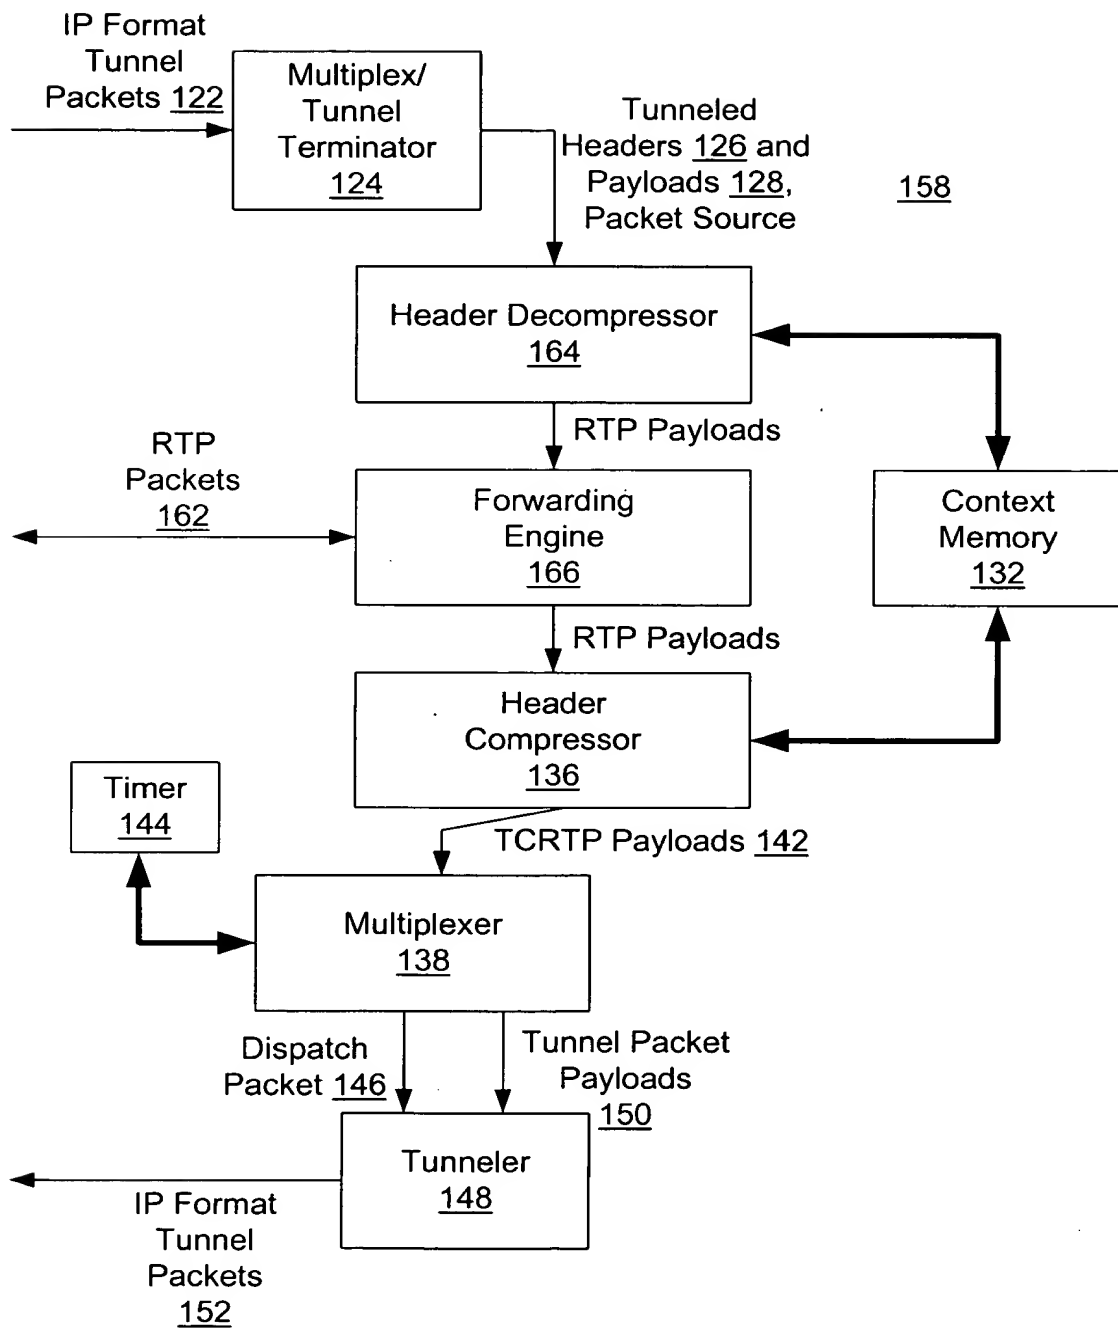 IP Format
Tunnel
Packets 122
Multiplex/
Tunnel
Terminator
124
Tunneled
Headers 126 and
Payloads 128,
Packet Source
158
Header Decompressor
164
RTP Payloads
RTP
Packets
162
Forwarding
Engine
166
Context
Memory
132
RTP Payloads
Header
Compressor
136
Timer
144
TCRTP Payloads 142
Multiplexer
138
Dispatch
Packet 146
Tunnel Packet
Payloads
150
Tunneler
148
IP Format
Tunnel
Packets
152